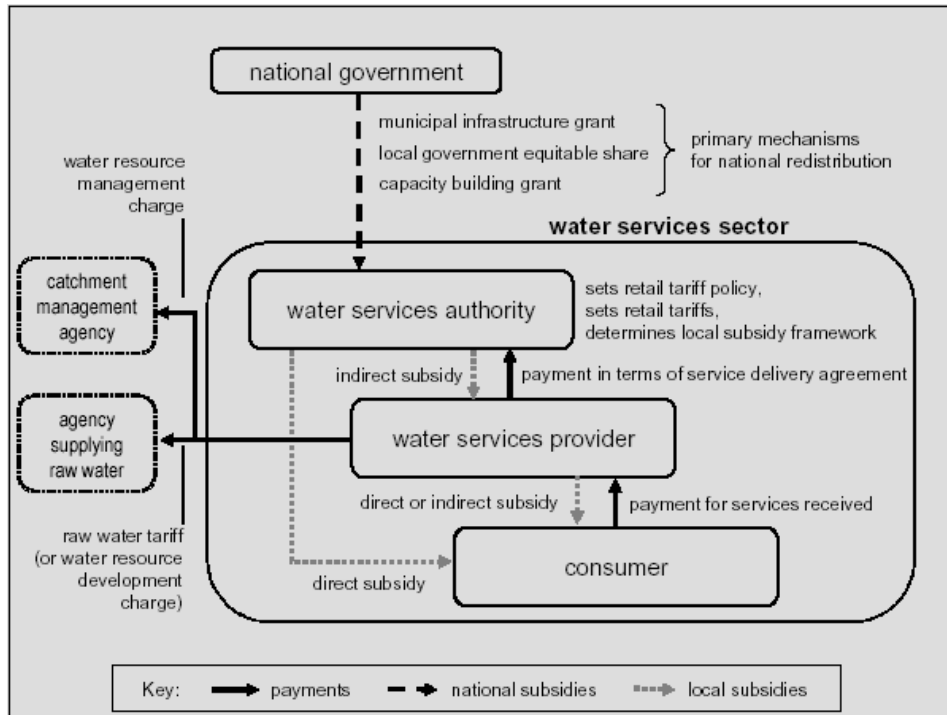 national government
municipal infrastructure grant
local government equitable share
capacity building grant
primary mechanisms
for national redistribution
water resource
management
charge
water services sector
catchment
management
agency
water services authority
sets retail tariff policy,
sets retail tariffs,
determines local subsidy framework
indirect subsidy
payment in terms of service delivery agreement
agency
supplying
raw water
water services provider
direct or indirect subsidy
payment for services received
raw water tariff
(or water resource
development
charge)
direct subsidy
consumer
Key:
payments
national subsidies
local subsidies